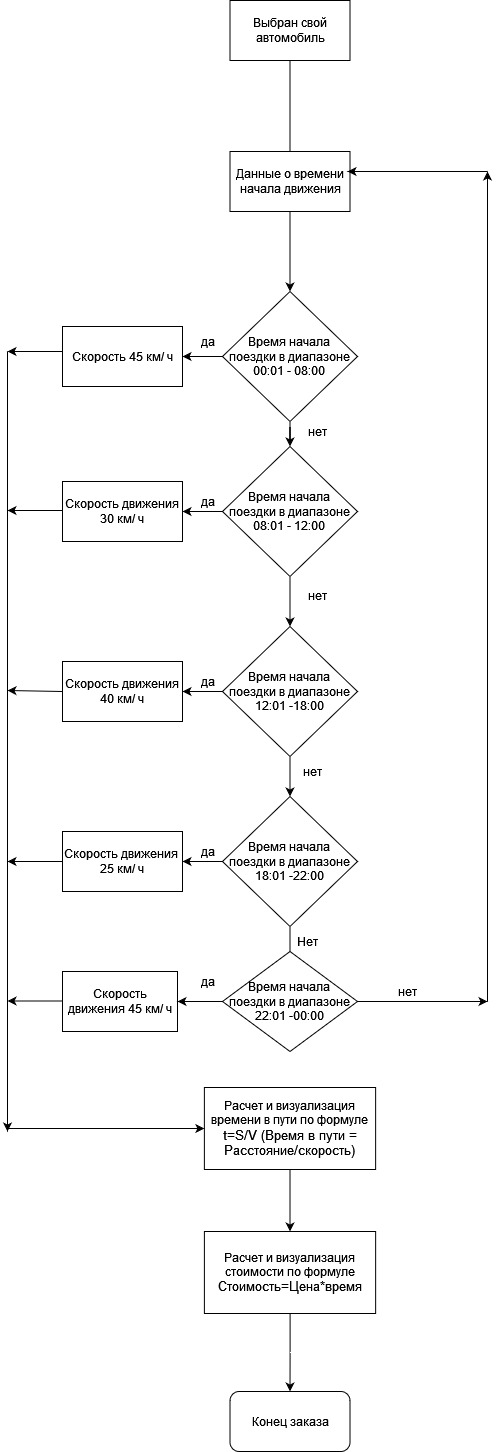 Выбран свой
автомобиль
Данные о времени
начала движения
Время начала
поездки в диапазоне
00:01 - 08:00
да
Скорость 45 км/ ч
нет
Время начала
поездки в диапазоне
08:01 - 12:00
да
Скорость движения
30 км/ ч
нет
Время начала
поездки в диапазоне
12:01 -18:00
да
Скорость движения
40 км/ ч
нет
Время начала
поездки в диапазоне
18:01 -22:00
да
Скорость движения
25 км/ ч
Нет
Время начала
поездки в диапазоне
22:01 -00:00
да
Скорость
движения 45 км/ ч
нет
Расчет и визуализация
времени в пути по формуле
t=S/V (Время в пути =
Расстояние/скорость)
Расчет и визуализация
стоимости по формуле
Стоимость=Цена*время
Конец заказа